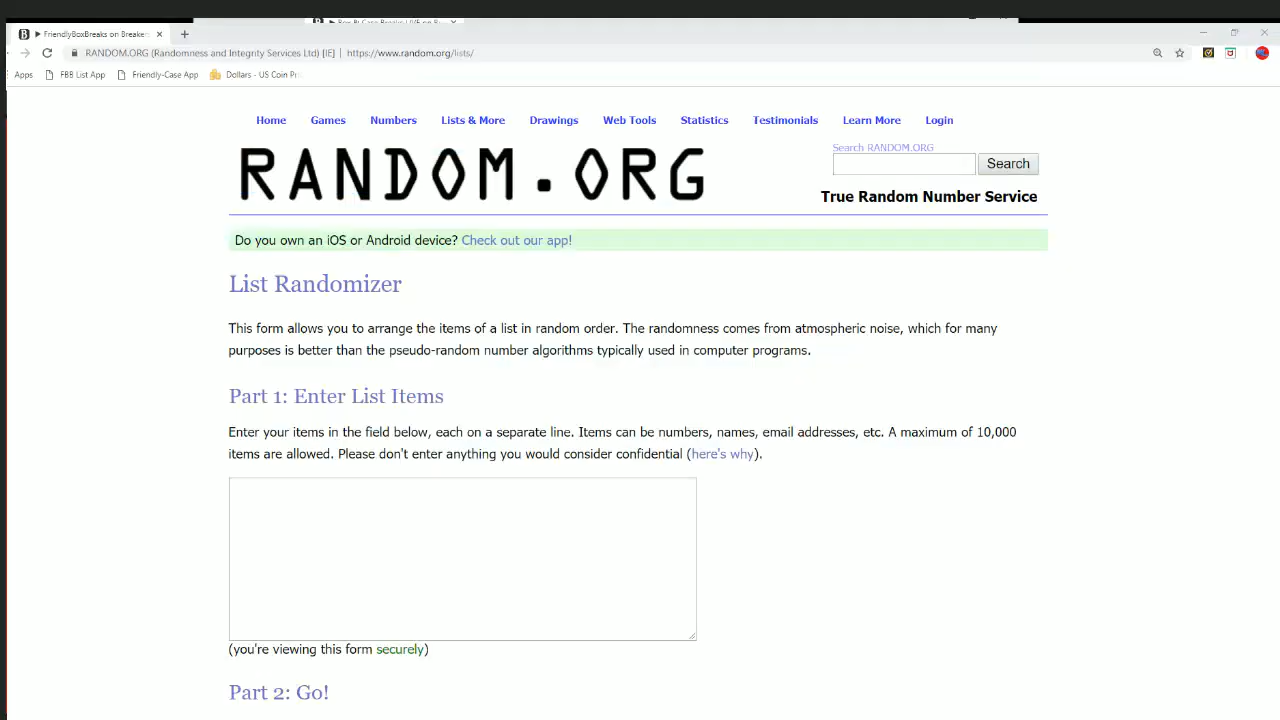 FriendlyBoxBreaks on Breaker
RANDOM.ORG (Randomness and Integrity Services Ltd) [IE] | https://www.random.org/lists/
Apps FBB List App Friendly-Case App Dollars - US Coin Pri
Home Games Numbers Lists & More Drawings Web Tools Statistics Testimonials Learn More Login
RANDOM.ORG
Search RANDOM.ORG
Search
True Random Number Service
Do you own an iOS or Android device? Check out our app!
List Randomizer
This form allows you to arrange the items of a list in random order. The randomness comes from atmospheric noise, which for many
purposes is better than the pseudo-random number algorithms typically used in computer programs.
Part 1: Enter List Items
Enter your items in the field below, each on a separate line. Items can be numbers, names, email addresses, etc. A maximum of 10,000
items are allowed. Please don't enter anything you would consider confidential (here's why).
(you're viewing this form securely)
Part 2: Go!